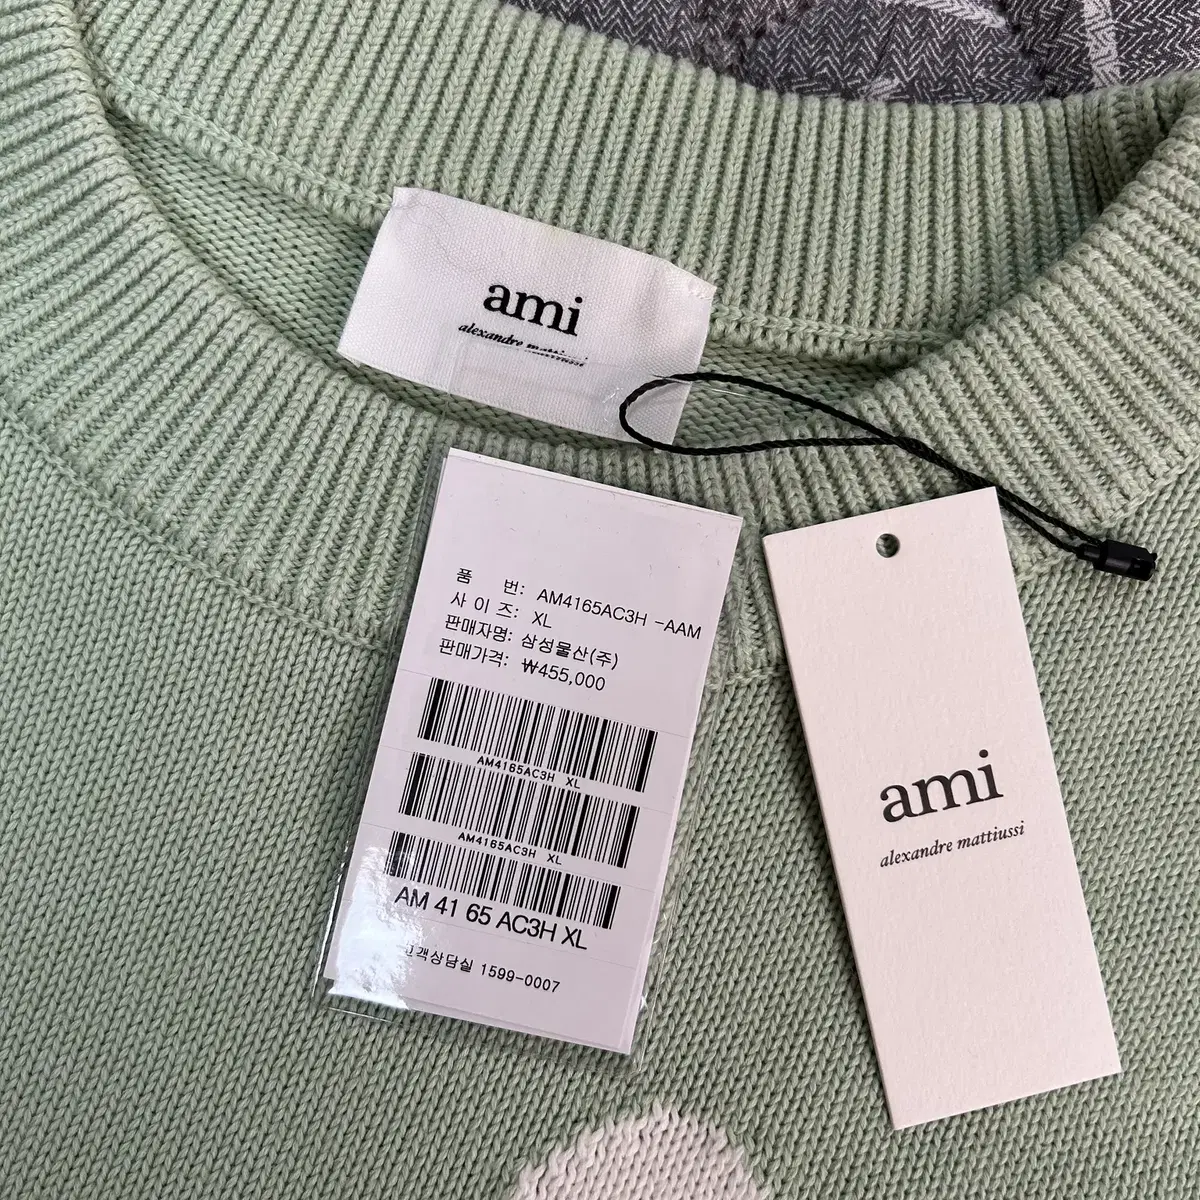 ami
alexandre mattiussi
품 번: AM4165AC3H -AAM
사 이 즈: XL
판매자명: 삼성물산(주)
판매가격: ₩455,000
AM4165AC3H XL
AM4165AC3H XL
AM 41 65 AC3H XL
고객상담실 1599-0007
ami
alexandre mattiussi